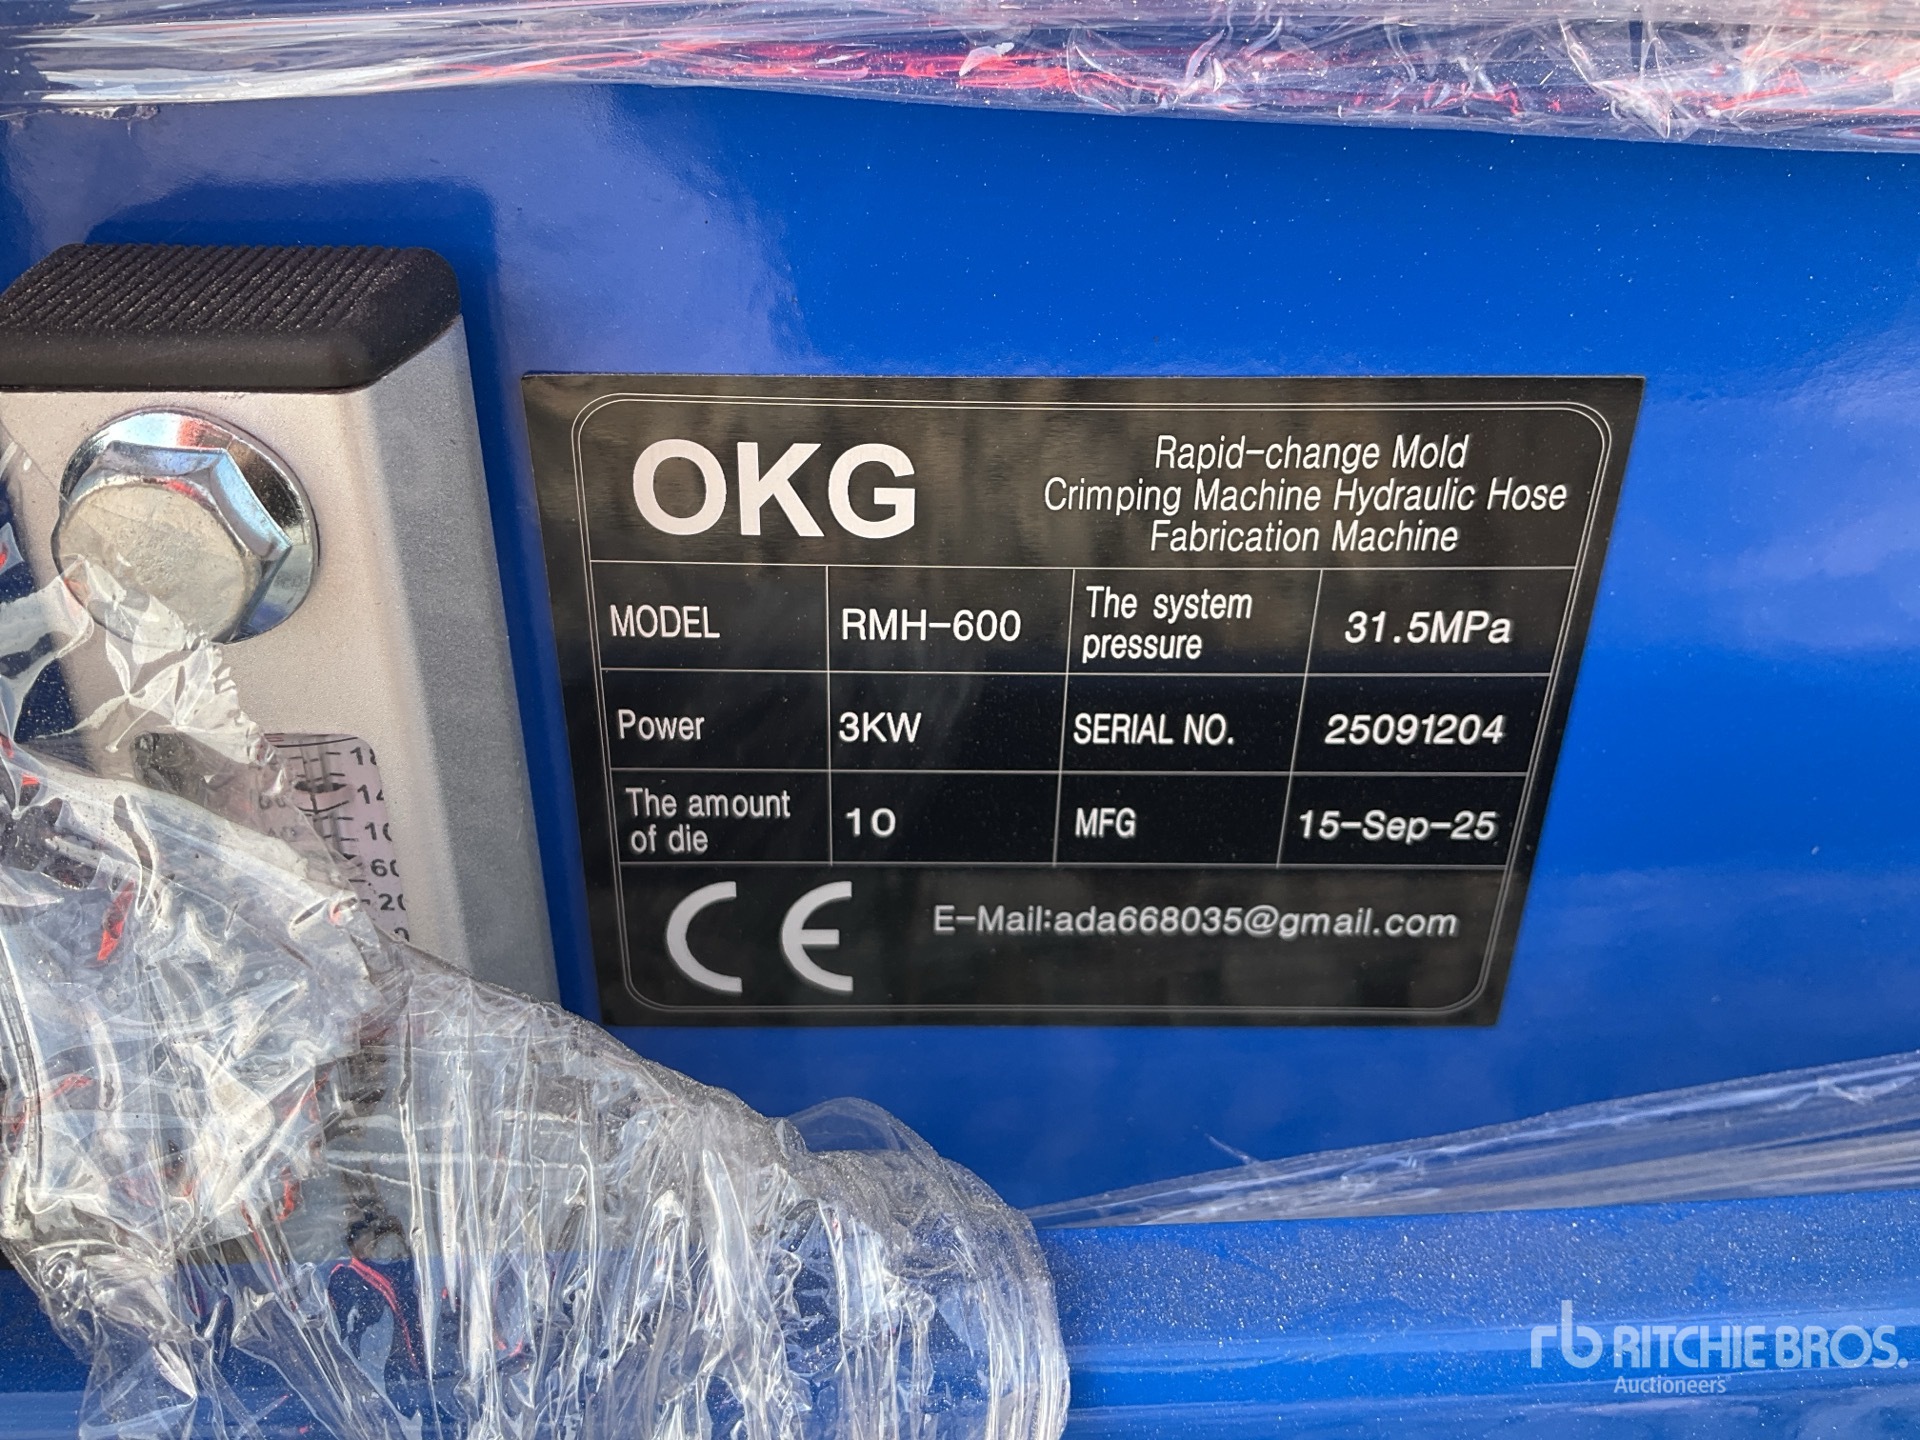 OKG
Rapid-change Mold
Crimping Machine Hydraulic Hose
Fabrication Machine
MODEL
RMH-600
The system
pressure
31.5MPa
Power
3KW
SERIAL NO.
25091204
The amount
of die
10
MFG
15-Sep-25
CE
E-Mail:ada668035@gmail.com
rb RITCHIE BROS.
Auctioneers